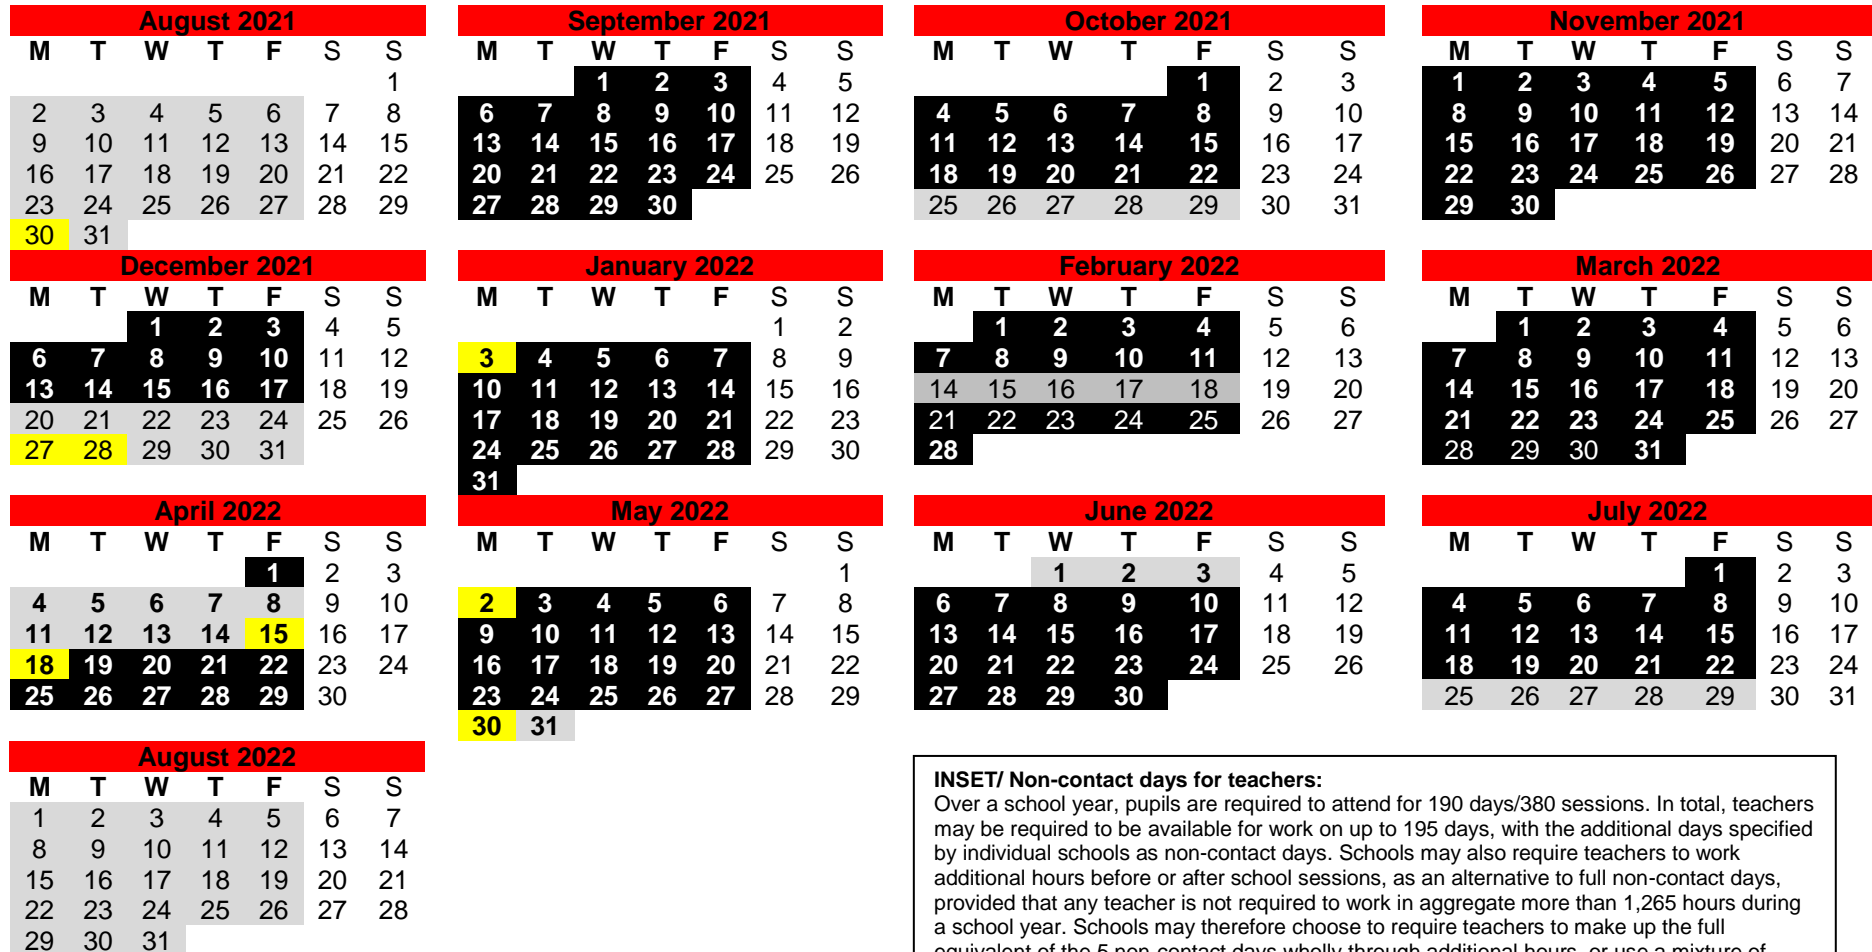 August 2021
M T W T F S S
1
2 3 4 5 6 7 8
9 10 11 12 13 14 15
16 17 18 19 20 21 22
23 24 25 26 27 28 29
30 31
September 2021
M T W T F S S
1 2 3 4 5
6 7 8 9 10 11 12
13 14 15 16 17 18 19
20 21 22 23 24 25 26
27 28 29 30
October 2021
M T W T F S S
1 2 3
4 5 6 7 8 9 10
11 12 13 14 15 16 17
18 19 20 21 22 23 24
25 26 27 28 29 30 31
November 2021
M T W T F S S
1 2 3 4 5 6 7
8 9 10 11 12 13 14
15 16 17 18 19 20 21
22 23 24 25 26 27 28
29 30
December 2021
M T W T F S S
1 2 3 4 5
6 7 8 9 10 11 12
13 14 15 16 17 18 19
20 21 22 23 24 25 26
27 28 29 30 31
January 2022
M T W T F S S
1 2
3 4 5 6 7 8 9
10 11 12 13 14 15 16
17 18 19 20 21 22 23
24 25 26 27 28 29 30
31
February 2022
M T W T F S S
1 2 3 4 5 6
7 8 9 10 11 12 13
14 15 16 17 18 19 20
21 22 23 24 25 26 27
28
March 2022
M T W T F S S
1 2 3 4 5 6
7 8 9 10 11 12 13
14 15 16 17 18 19 20
21 22 23 24 25 26 27
28 29 30 31
April 2022
M T W T F S S
1 2 3
4 5 6 7 8 9 10
11 12 13 14 15 16 17
18 19 20 21 22 23 24
25 26 27 28 29 30
May 2022
M T W T F S S
1
2 3 4 5 6 7 8
9 10 11 12 13 14 15
16 17 18 19 20 21 22
23 24 25 26 27 28 29
30 31
June 2022
M T W T F S S
1 2 3 4 5
6 7 8 9 10 11 12
13 14 15 16 17 18 19
20 21 22 23 24 25 26
27 28 29 30
July 2022
M T W T F S S
1 2 3
4 5 6 7 8 9 10
11 12 13 14 15 16 17
18 19 20 21 22 23 24
25 26 27 28 29 30 31
August 2022
M T W T F S S
1 2 3 4 5 6 7
8 9 10 11 12 13 14
15 16 17 18 19 20 21
22 23 24 25 26 27 28
29 30 31
INSET/ Non-contact days for teachers:
Over a school year, pupils are required to attend for 190 days/380 sessions. In total, teachers
may be required to be available for work on up to 195 days, with the additional days specified
by individual schools as non-contact days. Schools may also require teachers to work
additional hours before or after school sessions, as an alternative to full non-contact days,
provided that any teacher is not required to work in aggregate more than 1,265 hours during
a school year. Schools may therefore choose to require teachers to make up the full
equivalent of the 5 non-contact days wholly through additional hours, or use a mixture of